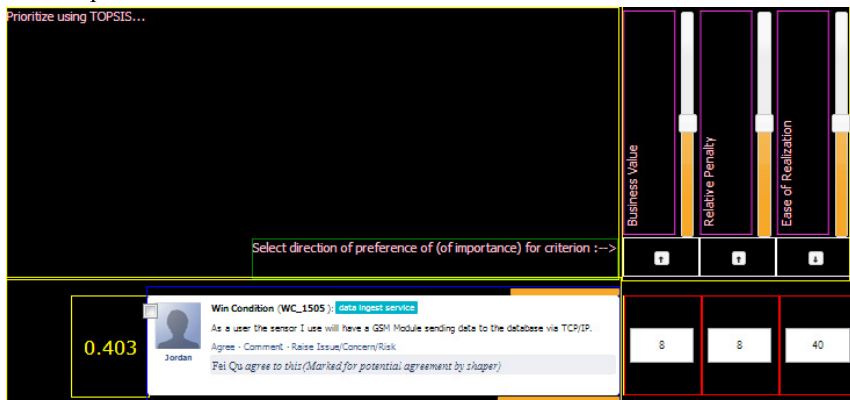 Prioritize using TOPSIS...
Business Value
Relative Penalty
Ease of Realization
Select direction of preference of (of importance) for criterion :-->
0.403
Jordan
Win Condition (WC_1505 ): data ingest service
As a user the sensor I use will have a GSM Module sending data to the database via TCP/IP.
Agree · Comment · Raise Issue/Concern/Risk
Fei Qu agree to this(Marked for potential agreement by shaper)
8
8
40